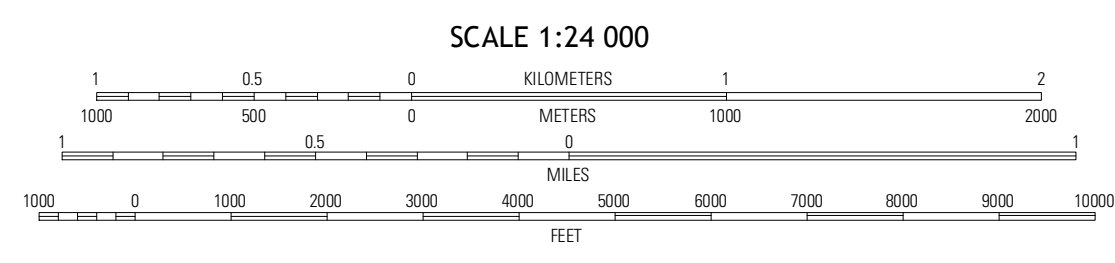 SCALE 1:24 000
1 0.5 0 KILOMETERS 1 2
1000 500 0 METERS 1000 2000
1 0.5 0 1
MILES
1000 0 1000 2000 3000 4000 5000 6000 7000 8000 9000 10000
FEET